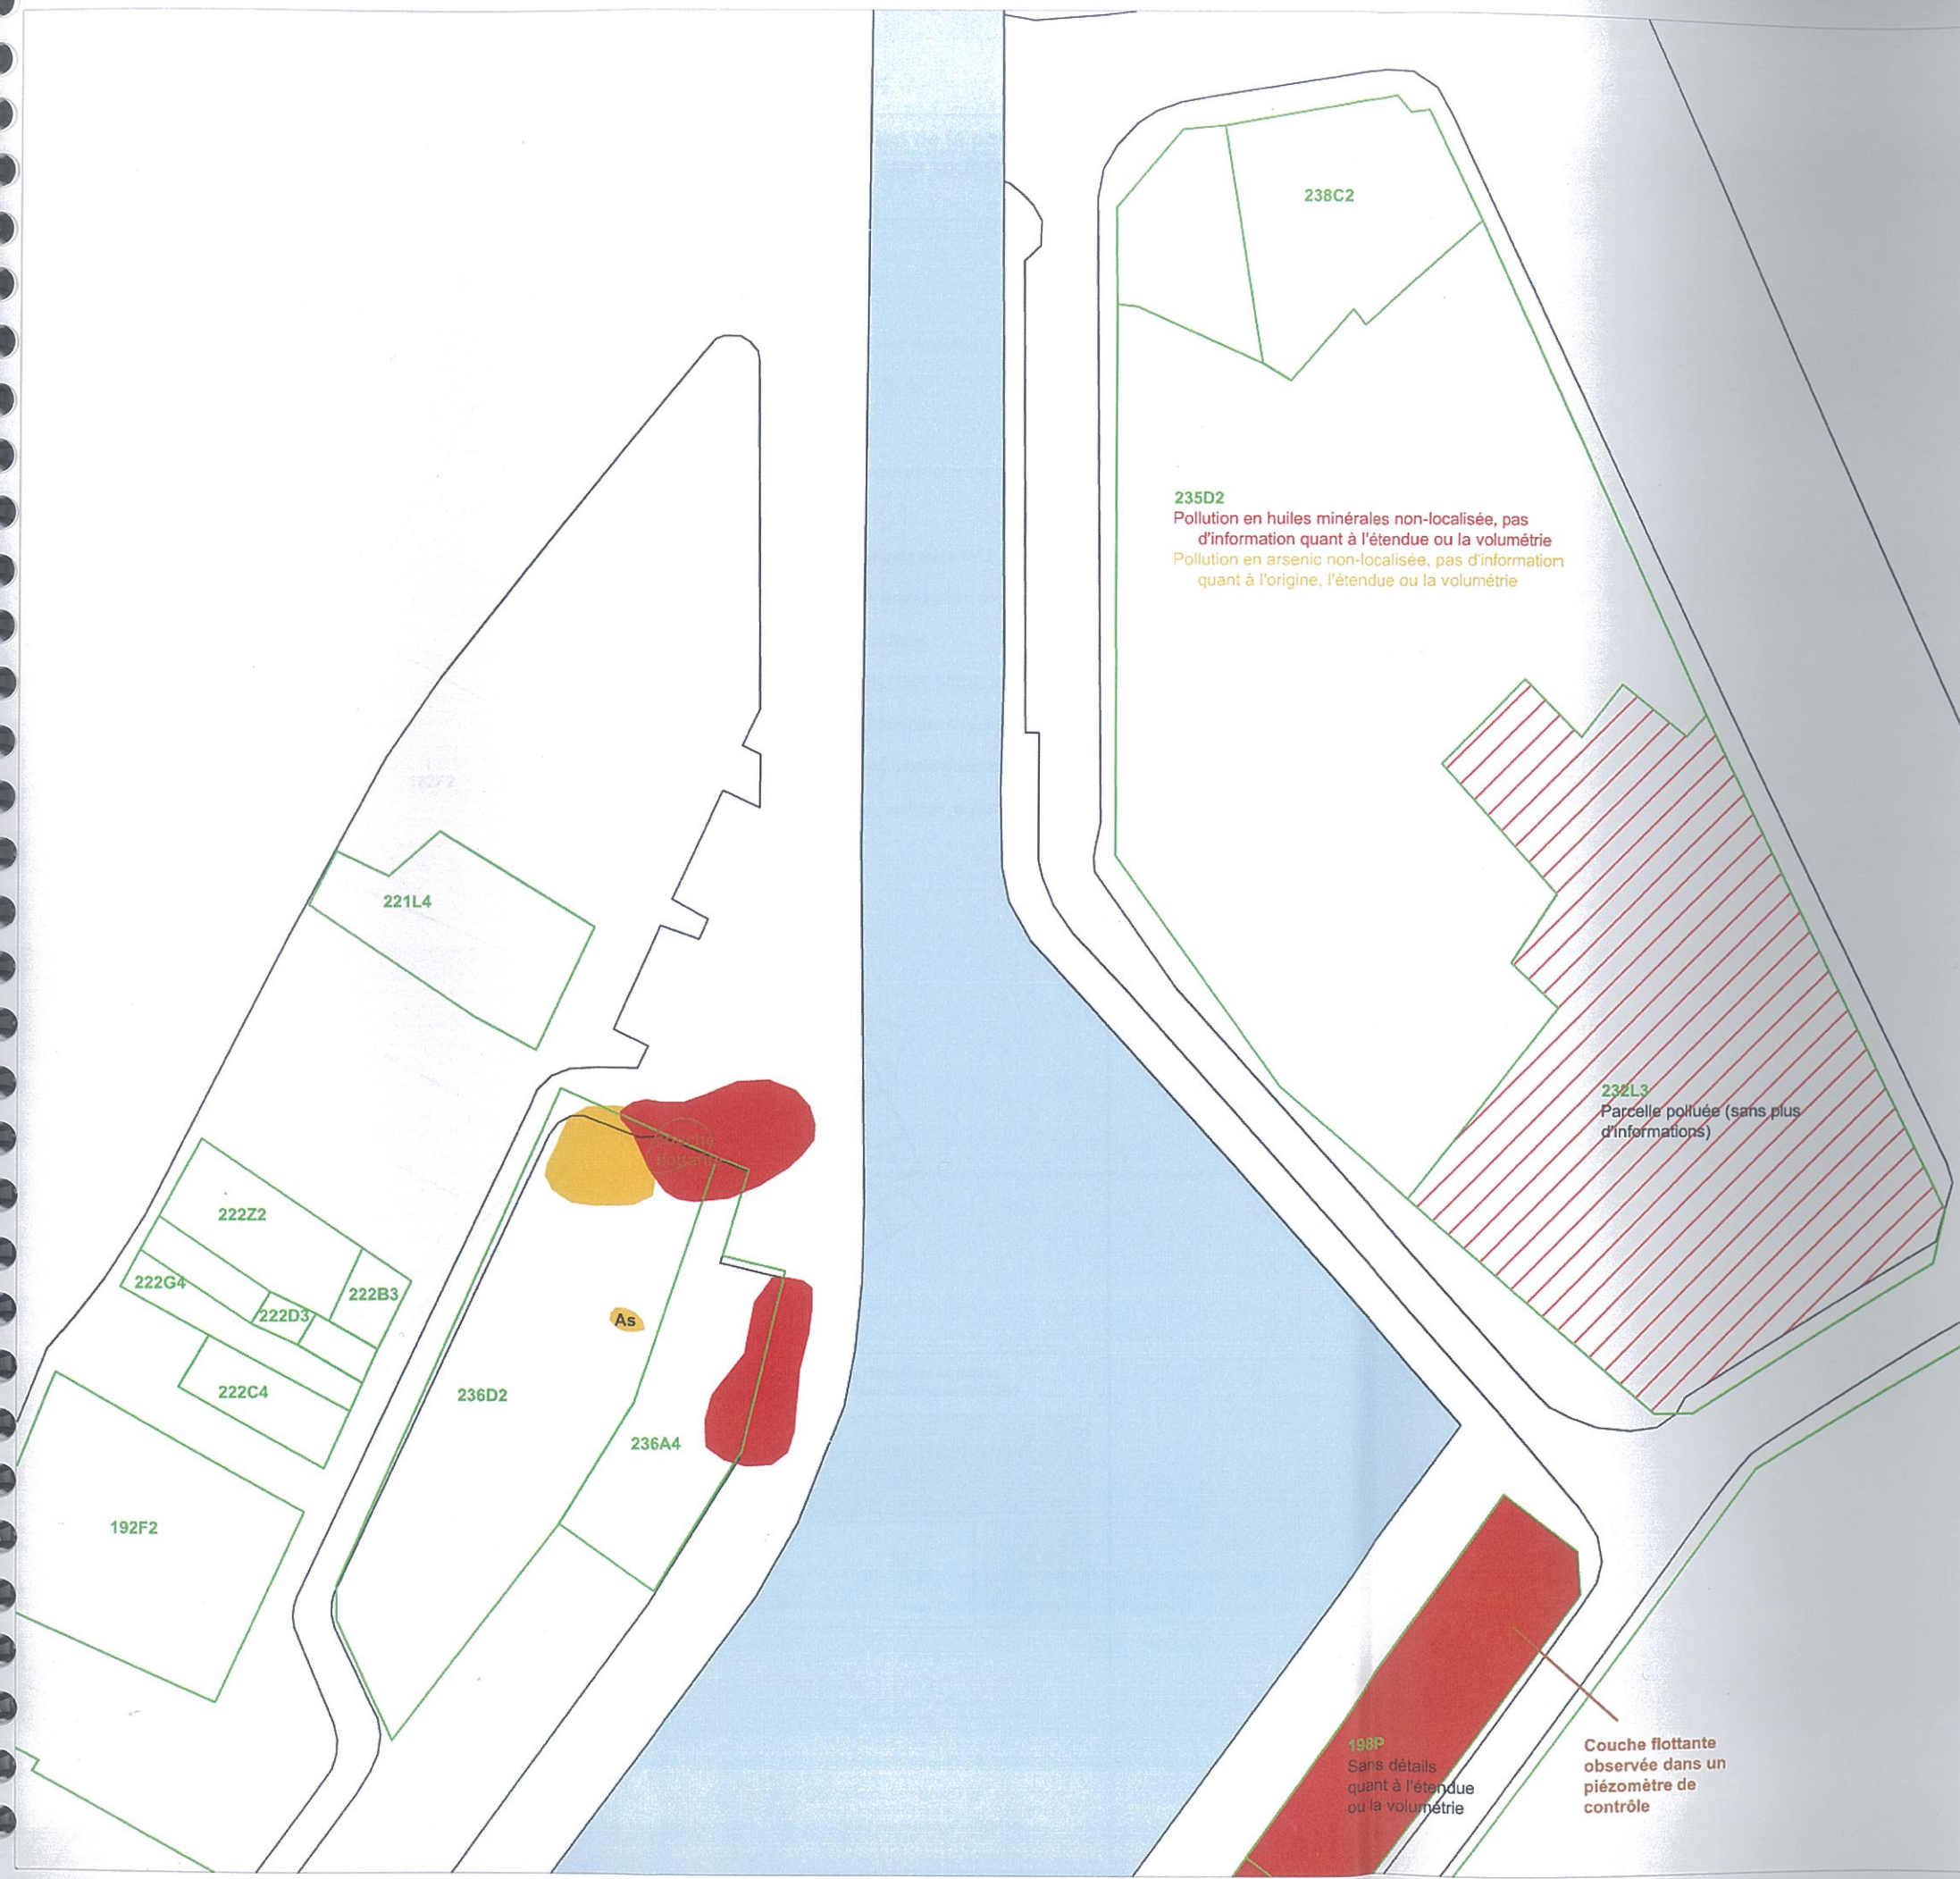 238C2
235D2
Pollution en huiles minérales non-localisée, pas
d'information quant à l'étendue ou la volumétrie
Pollution en arsenic non-localisée, pas d'information
quant à l'origine, l'étendue ou la volumétrie
221L4
232L3
Parcelle polluée (sans plus
d'informations)
couche
flottante
222Z2
222G4
222B3
222D3
As
222C4
236D2
236A4
192F2
198P
Sans détails
quant à l'étendue
ou la volumétrie
Couche flottante
observée dans un
piézomètre de
contrôle